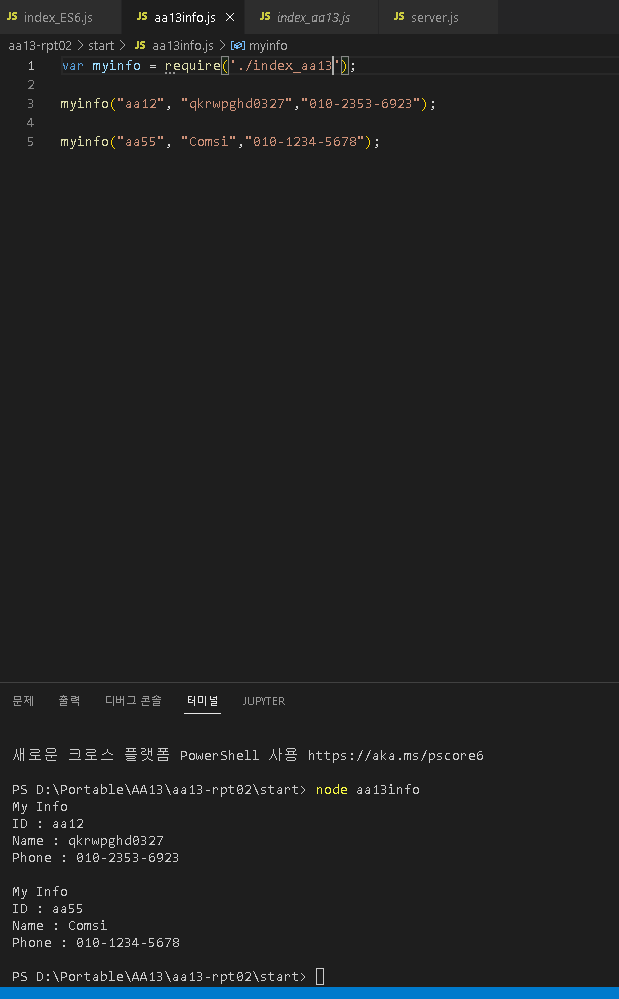 JS index_ES6.js JS aa13info.js × JS index_aa13.js JS server.js
aa13-rpt02 > start > JS aa13info.js > myinfo
1 var myinfo = require('./index_aa13');
2
3 myinfo("aa12", "qkrwpghd0327","010-2353-6923");
4
5 myinfo("aa55", "Comsi","010-1234-5678");
문제 출력 디버그 콘솔 터미널 JUPYTER
새로운 크로스 플랫폼 PowerShell 사용 https://aka.ms/pscore6
PS D:\Portable\AA13\aa13-rpt02\start> node aa13info
My Info
ID : aa12
Name : qkrwpghd0327
Phone : 010-2353-6923
My Info
ID : aa55
Name : Comsi
Phone : 010-1234-5678
PS D:\Portable\AA13\aa13-rpt02\start>